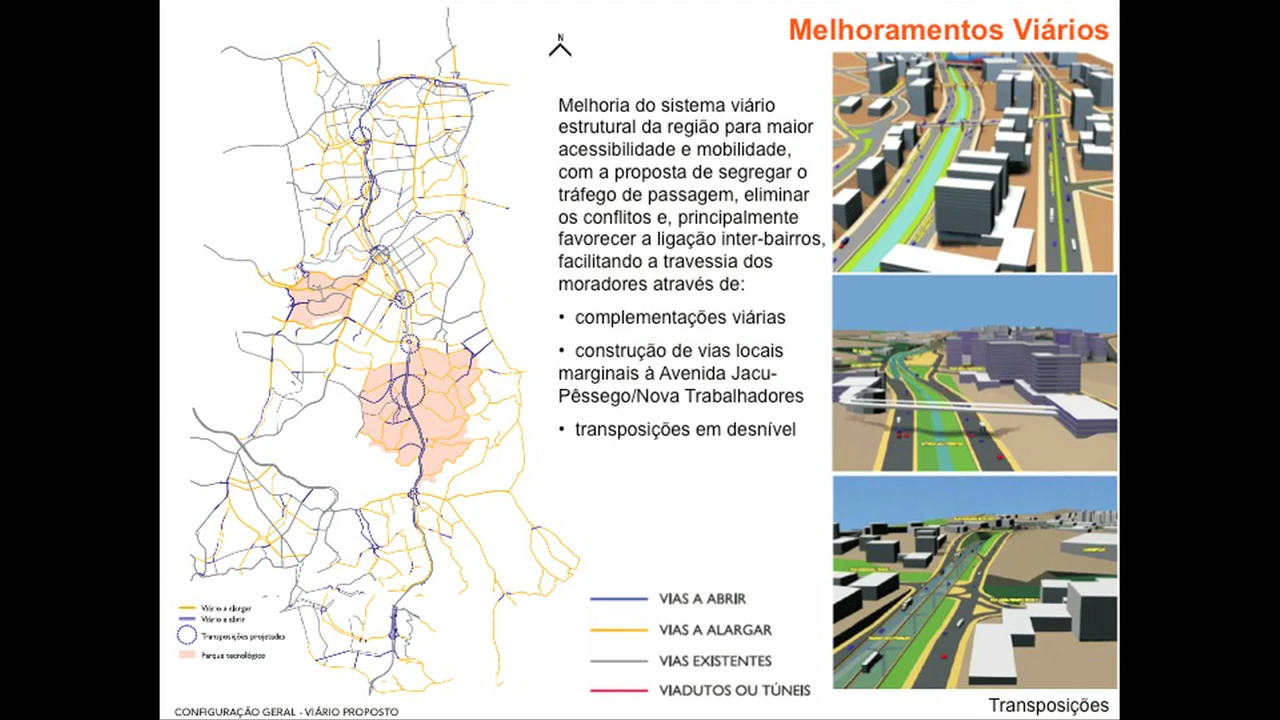 Melhoramentos Viários
N
Melhoria do sistema viário
estrutural da região para maior
acessibilidade e mobilidade,
com a proposta de segregar o
tráfego de passagem, eliminar
os conflitos e, principalmente
favorecer a ligação inter-bairros,
facilitando a travessia dos
moradores através de:
• complementações viárias
• construção de vias locais
marginais à Avenida Jacu-
Pêssego/Nova Trabalhadores
• transposições em desnível
VIAS A ABRIR
VIAS A ALARGAR
VIAS EXISTENTES
VIADUTOS OU TÚNEIS
Viário a alargar
Viário a abrir
Transposições projetadas
Parque tecnológico
CONFIGURAÇÃO GERAL - VIÁRIO PROPOSTO
Transposições